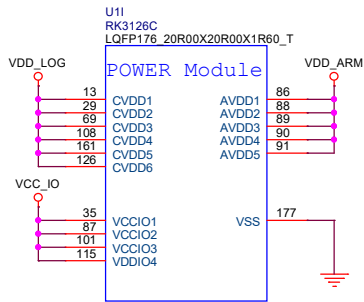 U1I
RK3126C
LQFP176_20R00X20R00X1R60_T
POWER Module
VDD_LOG
VDD_ARM
13 CVDD1 AVDD1 86
29 CVDD2 AVDD2 88
69 CVDD3 AVDD3 89
108 CVDD4 AVDD4 90
161 CVDD5 AVDD5 91
126 CVDD6
VCC_IO
35 VCCIO1 VSS 177
87 VCCIO2
101 VCCIO3
115 VDDIO4